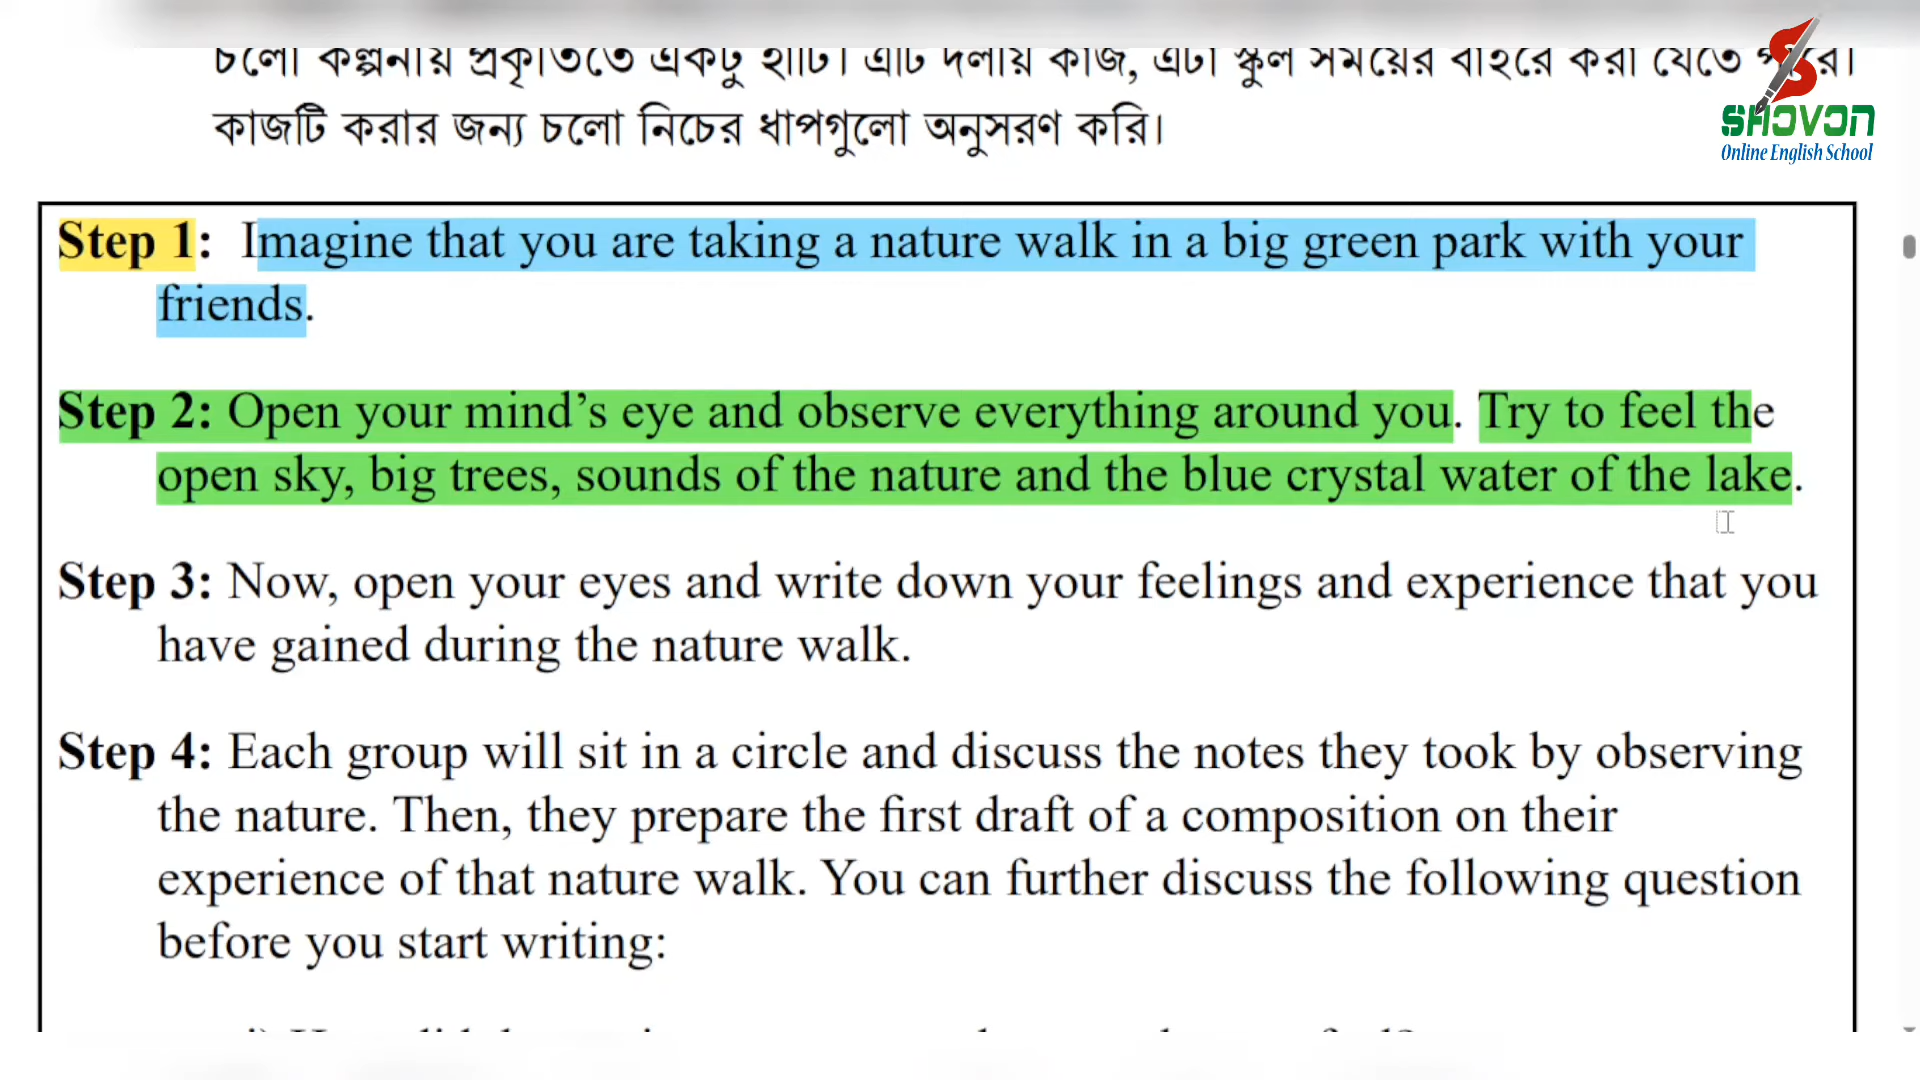 চলো কল্পনায় প্রকৃতিতে একটু হাঁটি। এটি দলীয় কাজ, এটা স্কুল সময়ের বাইরে করা যেতে
কাজটি করার জন্য চলো নিচের ধাপগুলো অনুসরণ করি।
SHOVON
Online English School
Step 1: Imagine that you are taking a nature walk in a big green park with your
friends.
Step 2: Open your mind’s eye and observe everything around you. Try to feel the
open sky, big trees, sounds of the nature and the blue crystal water of the lake.
Step 3: Now, open your eyes and write down your feelings and experience that you
have gained during the nature walk.
Step 4: Each group will sit in a circle and discuss the notes they took by observing
the nature. Then, they prepare the first draft of a composition on their
experience of that nature walk. You can further discuss the following question
before you start writing: